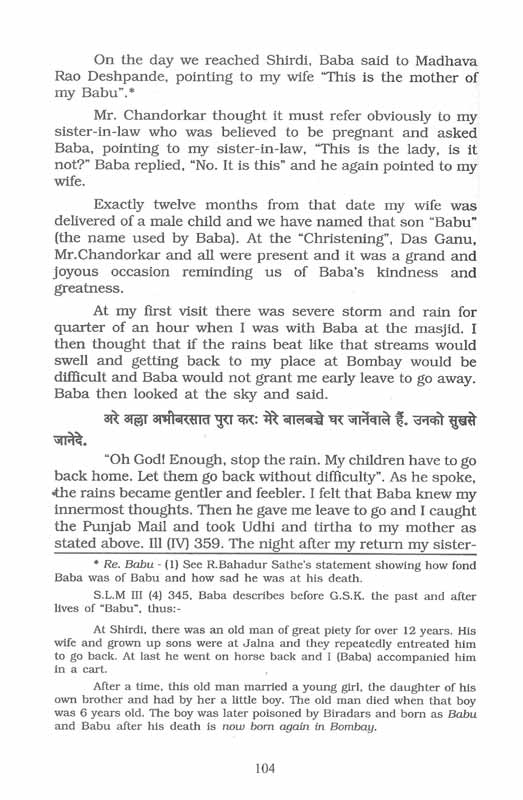 On the day we reached Shirdi, Baba said to Madhava
Rao Deshpande, pointing to my wife “This is the mother of
my Babu”.*
Mr. Chandorkar thought it must refer obviously to my
sister-in-law who was believed to be pregnant and asked
Baba, pointing to my sister-in-law, “This is the lady, is it
not?” Baba replied, “No. It is this” and he again pointed to my
wife.
Exactly twelve months from that date my wife was
delivered of a male child and we have named that son “Babu”
(the name used by Baba). At the “Christening”, Das Ganu,
Mr.Chandorkar and all were present and it was a grand and
joyous occasion reminding us of Baba's kindness and
greatness.
At my first visit there was severe storm and rain for
quarter of an hour when I was with Baba at the masjid. I
then thought that if the rains beat like that streams would
swell and getting back to my place at Bombay would be
difficult and Baba would not grant me early leave to go away.
Baba then looked at the sky and said.
अरे अल्ला अभीबरसात पुरा करः मेरे बालबच्चे घर जानेंवाले हैं. उनको सुखसे
जानेदे.
“Oh God! Enough, stop the rain. My children have to go
back home. Let them go back without difficulty”. As he spoke,
the rains became gentler and feebler. I felt that Baba knew my
innermost thoughts. Then he gave me leave to go and I caught
the Punjab Mail and took Udhi and tirtha to my mother as
stated above. III (IV) 359. The night after my return my sister-
* Re. Babu - (1) See R.Bahadur Sathe's statement showing how fond
Baba was of Babu and how sad he was at his death.
S.L.M III (4) 345, Baba describes before G.S.K. the past and after
lives of “Babu”, thus:-
At Shirdi, there was an old man of great piety for over 12 years. His
wife and grown up sons were at Jalna and they repeatedly entreated him
to go back. At last he went on horse back and I (Baba) accompanied him
in a cart.
After a time, this old man married a young girl, the daughter of his
own brother and had by her a little boy. The old man died when that boy
was 6 years old. The boy was later poisoned by Biradars and born as Babu
and Babu after his death is now born again in Bombay.
104